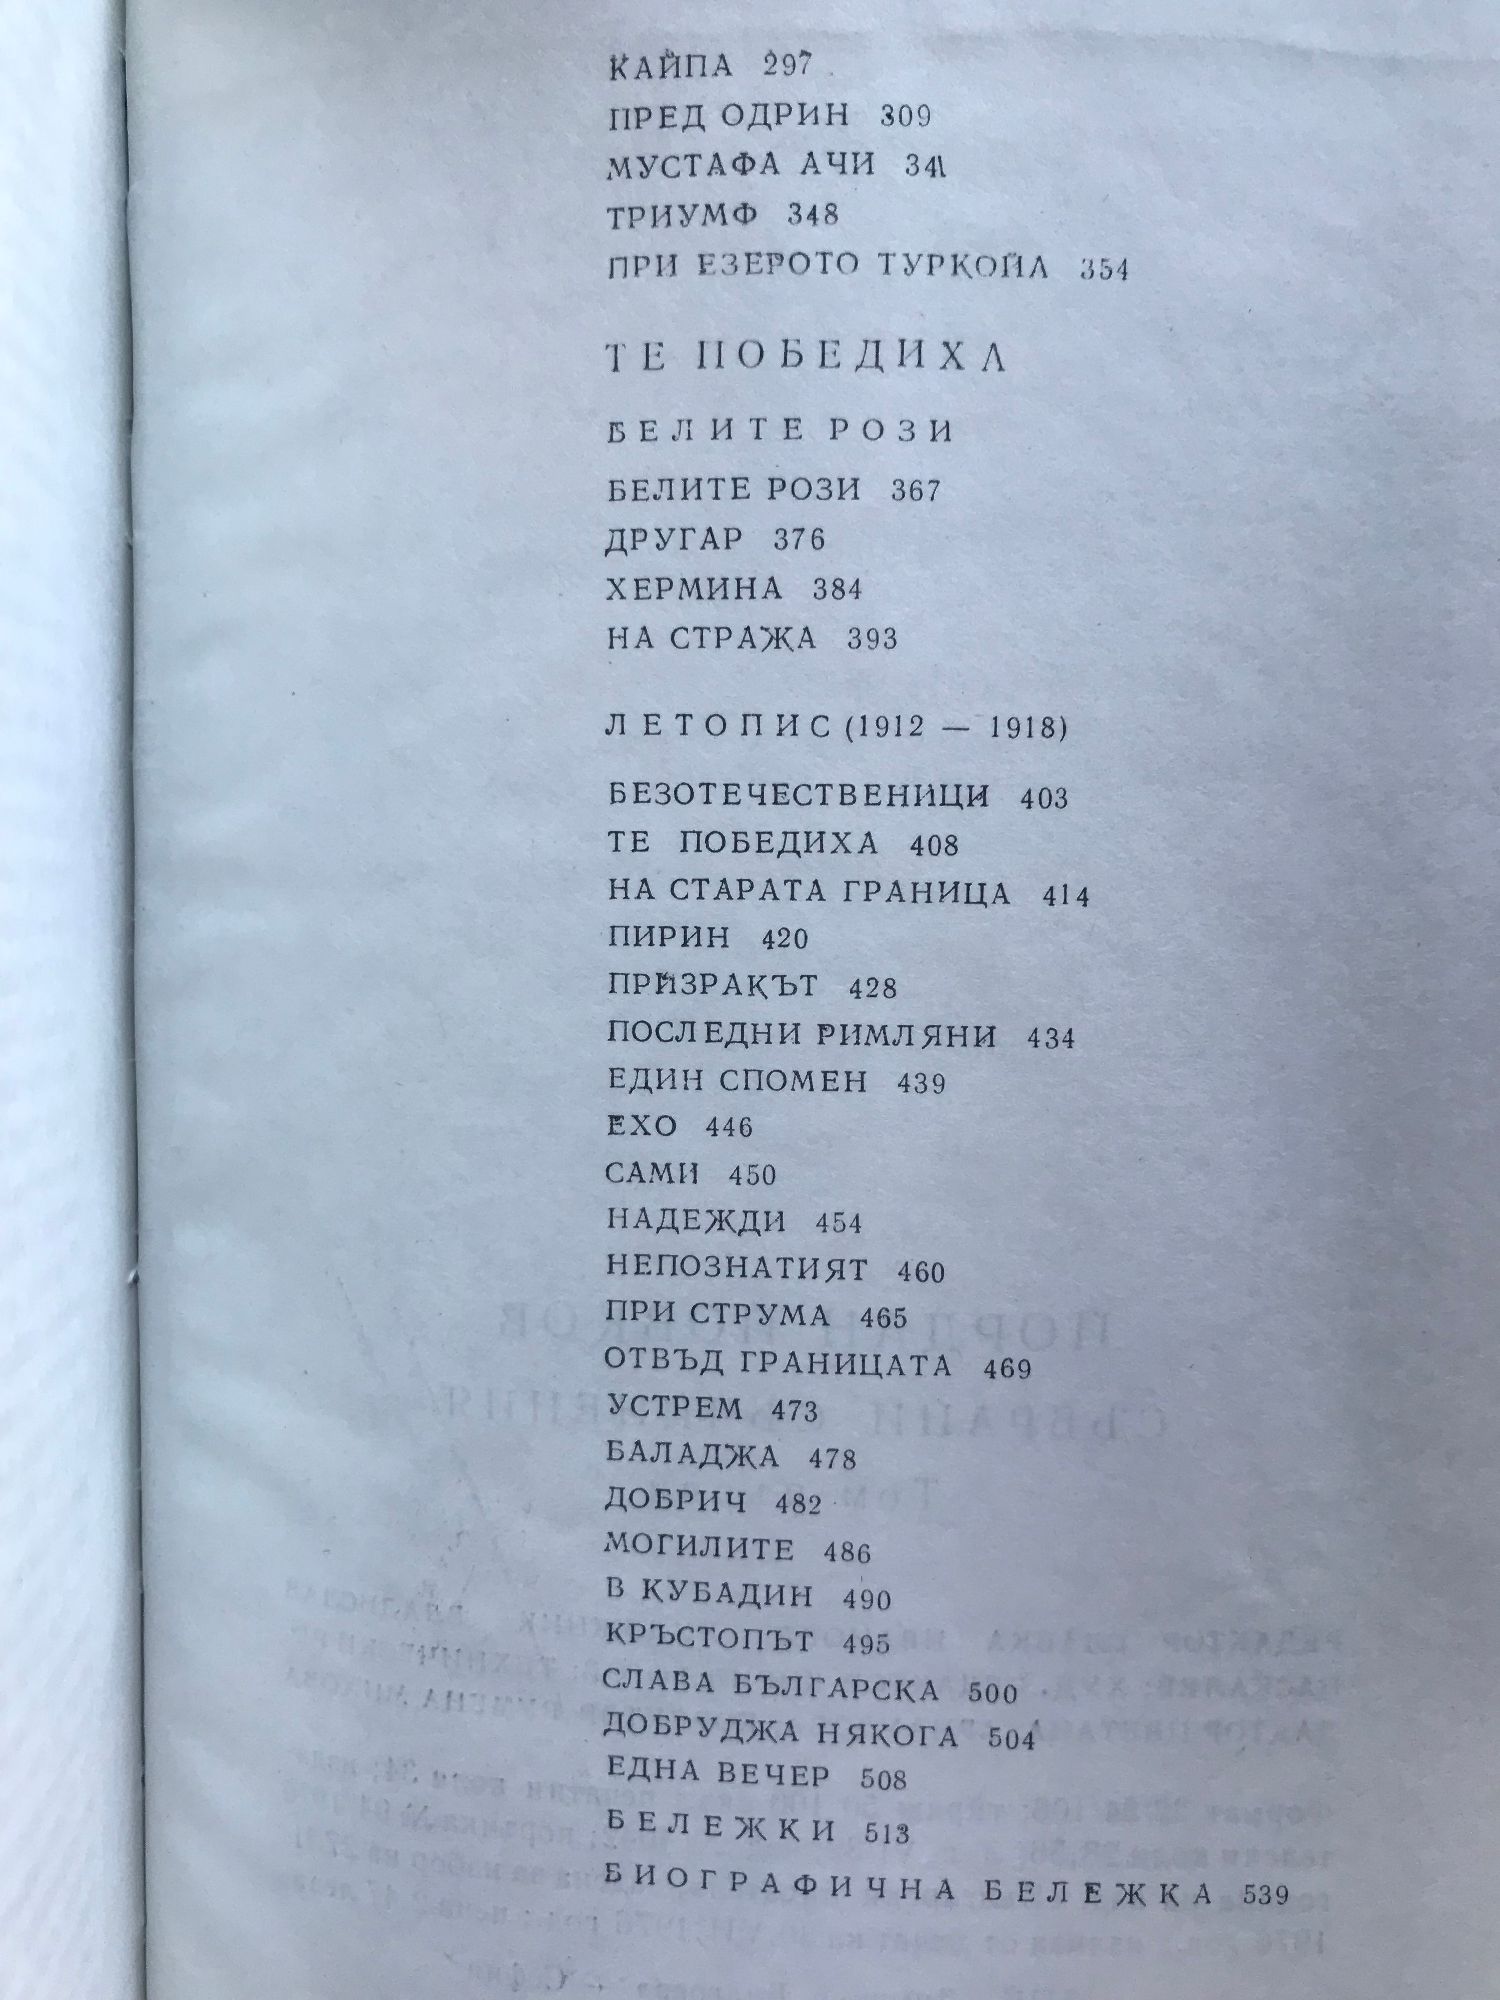 КАЙПА 297
ПРЕД ОДРИН 309
МУСТАФА АЧИ 341
ТРИУМФ 348
ПРИ ЕЗЕРОТО ТУРКОЙА 354
ТЕ ПОБЕДИХА
БЕЛИТЕ РОЗИ
БЕЛИТЕ РОЗИ 367
ДРУГАР 376
ХЕРМИНА 384
НА СТРАЖА 393
ЛЕТОПИС (1912 — 1918)
БЕЗОТЕЧЕСТВЕНИЦИ 403
ТЕ ПОБЕДИХА 408
НА СТАРАТА ГРАНИЦА 414
ПИРИН 420
ПРИЗРАКЪТ 428
ПОСЛЕДНИ РИМЛЯНИ 434
ЕДИН СПОМЕН 439
ЕХО 446
САМИ 450
НАДЕЖДИ 454
НЕПОЗНАТИЯТ 460
ПРИ СТРУМА 465
ОТВЪД ГРАНИЦАТА 469
УСТРЕМ 473
БАЛАДЖА 478
ДОБРИЧ 482
МОГИЛИТЕ 486
В КУБАДИН 490
КРЪСТОПЪТ 495
СЛАВА БЪЛГАРСКА 500
ДОБРУДЖА НЯКОГА 504
ЕДНА ВЕЧЕР 508
БЕЛЕЖКИ 513
БИОГРАФИЧНА БЕЛЕЖКА 539